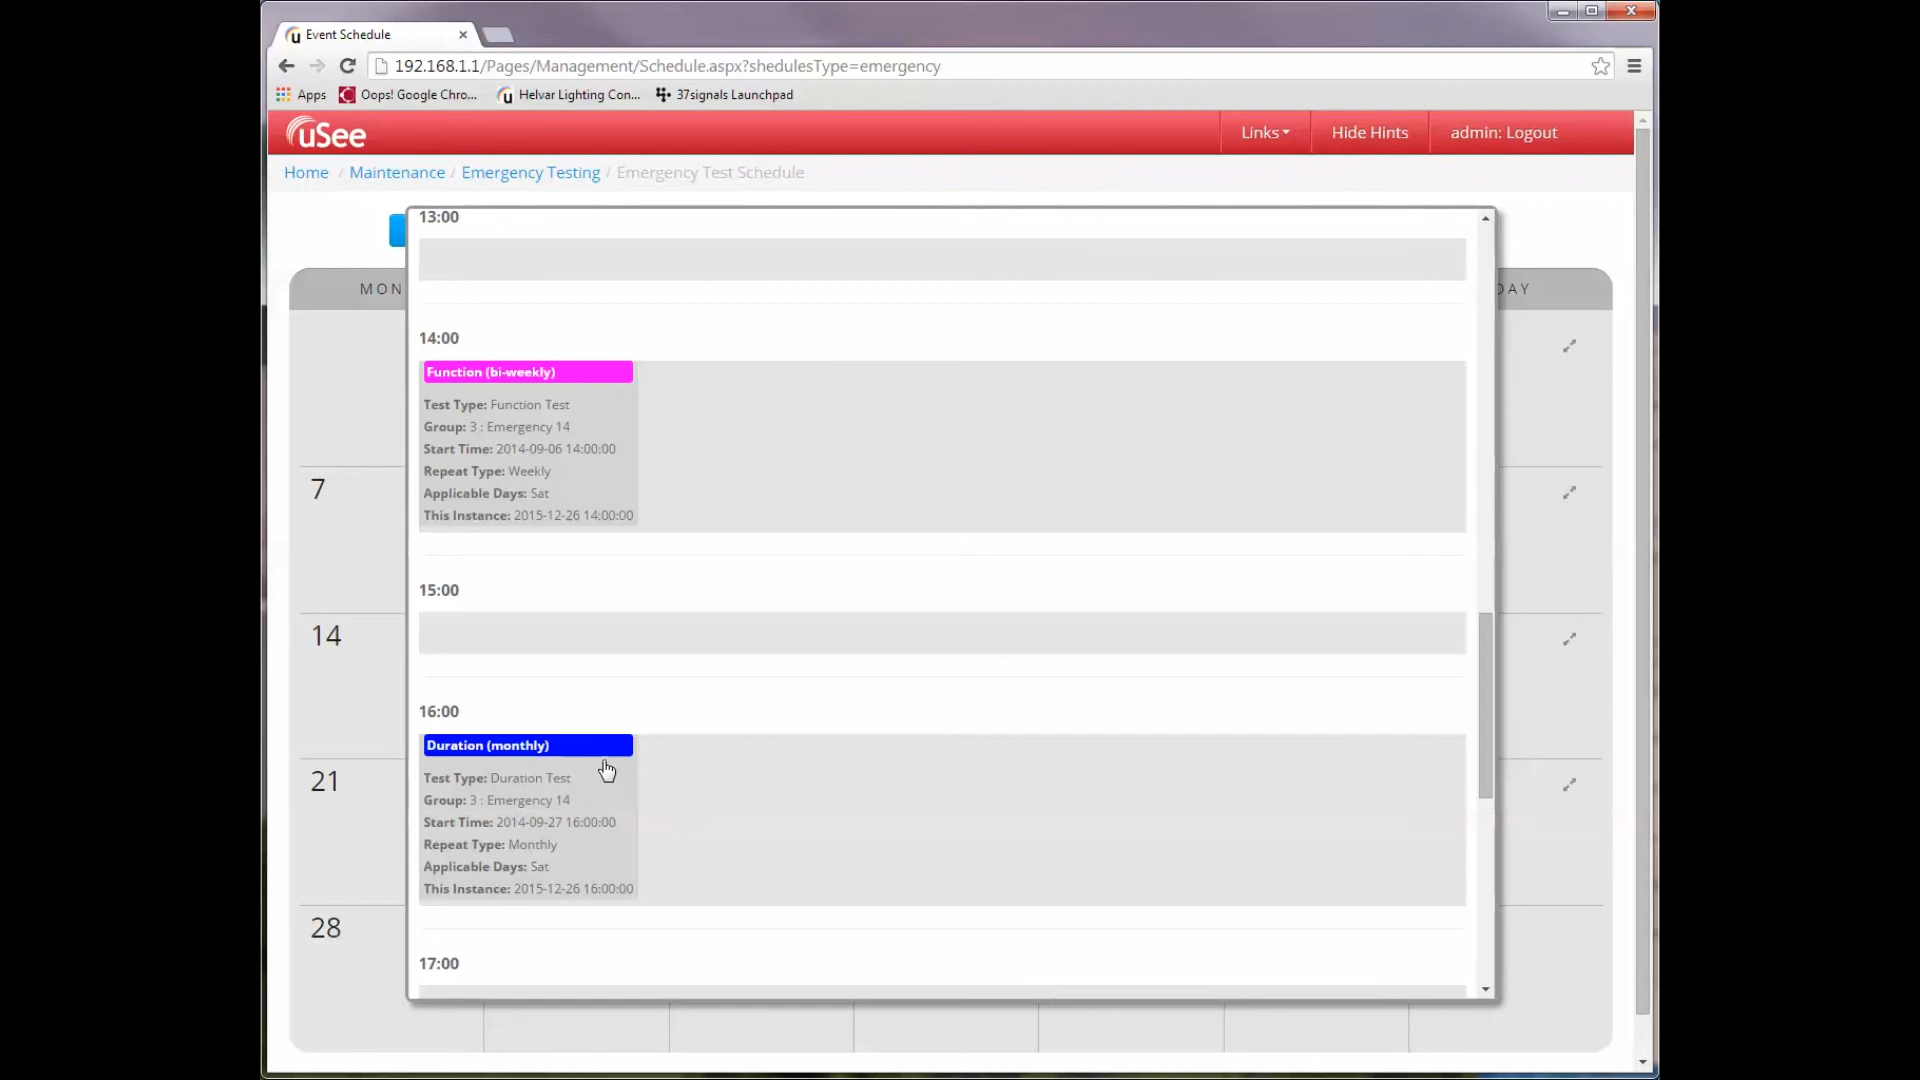 Event Schedule
192.168.1.1/Pages/Management/Schedule.aspx?shedulesType=emergency
Apps Oops! Google Chro... Helvar Lighting Con... 37signals Launchpad
uSee Links Hide Hints admin: Logout
Home / Maintenance / Emergency Testing / Emergency Test Schedule
13:00
MON DAY
14:00
Function (bi-weekly)
Test Type: Function Test
Group: 3 : Emergency 14
Start Time: 2014-09-06 14:00:00
Repeat Type: Weekly
Applicable Days: Sat
This Instance: 2015-12-26 14:00:00
7
15:00
14
16:00
Duration (monthly)
Test Type: Duration Test
Group: 3 : Emergency 14
Start Time: 2014-09-27 16:00:00
Repeat Type: Monthly
Applicable Days: Sat
This Instance: 2015-12-26 16:00:00
21
28
17:00